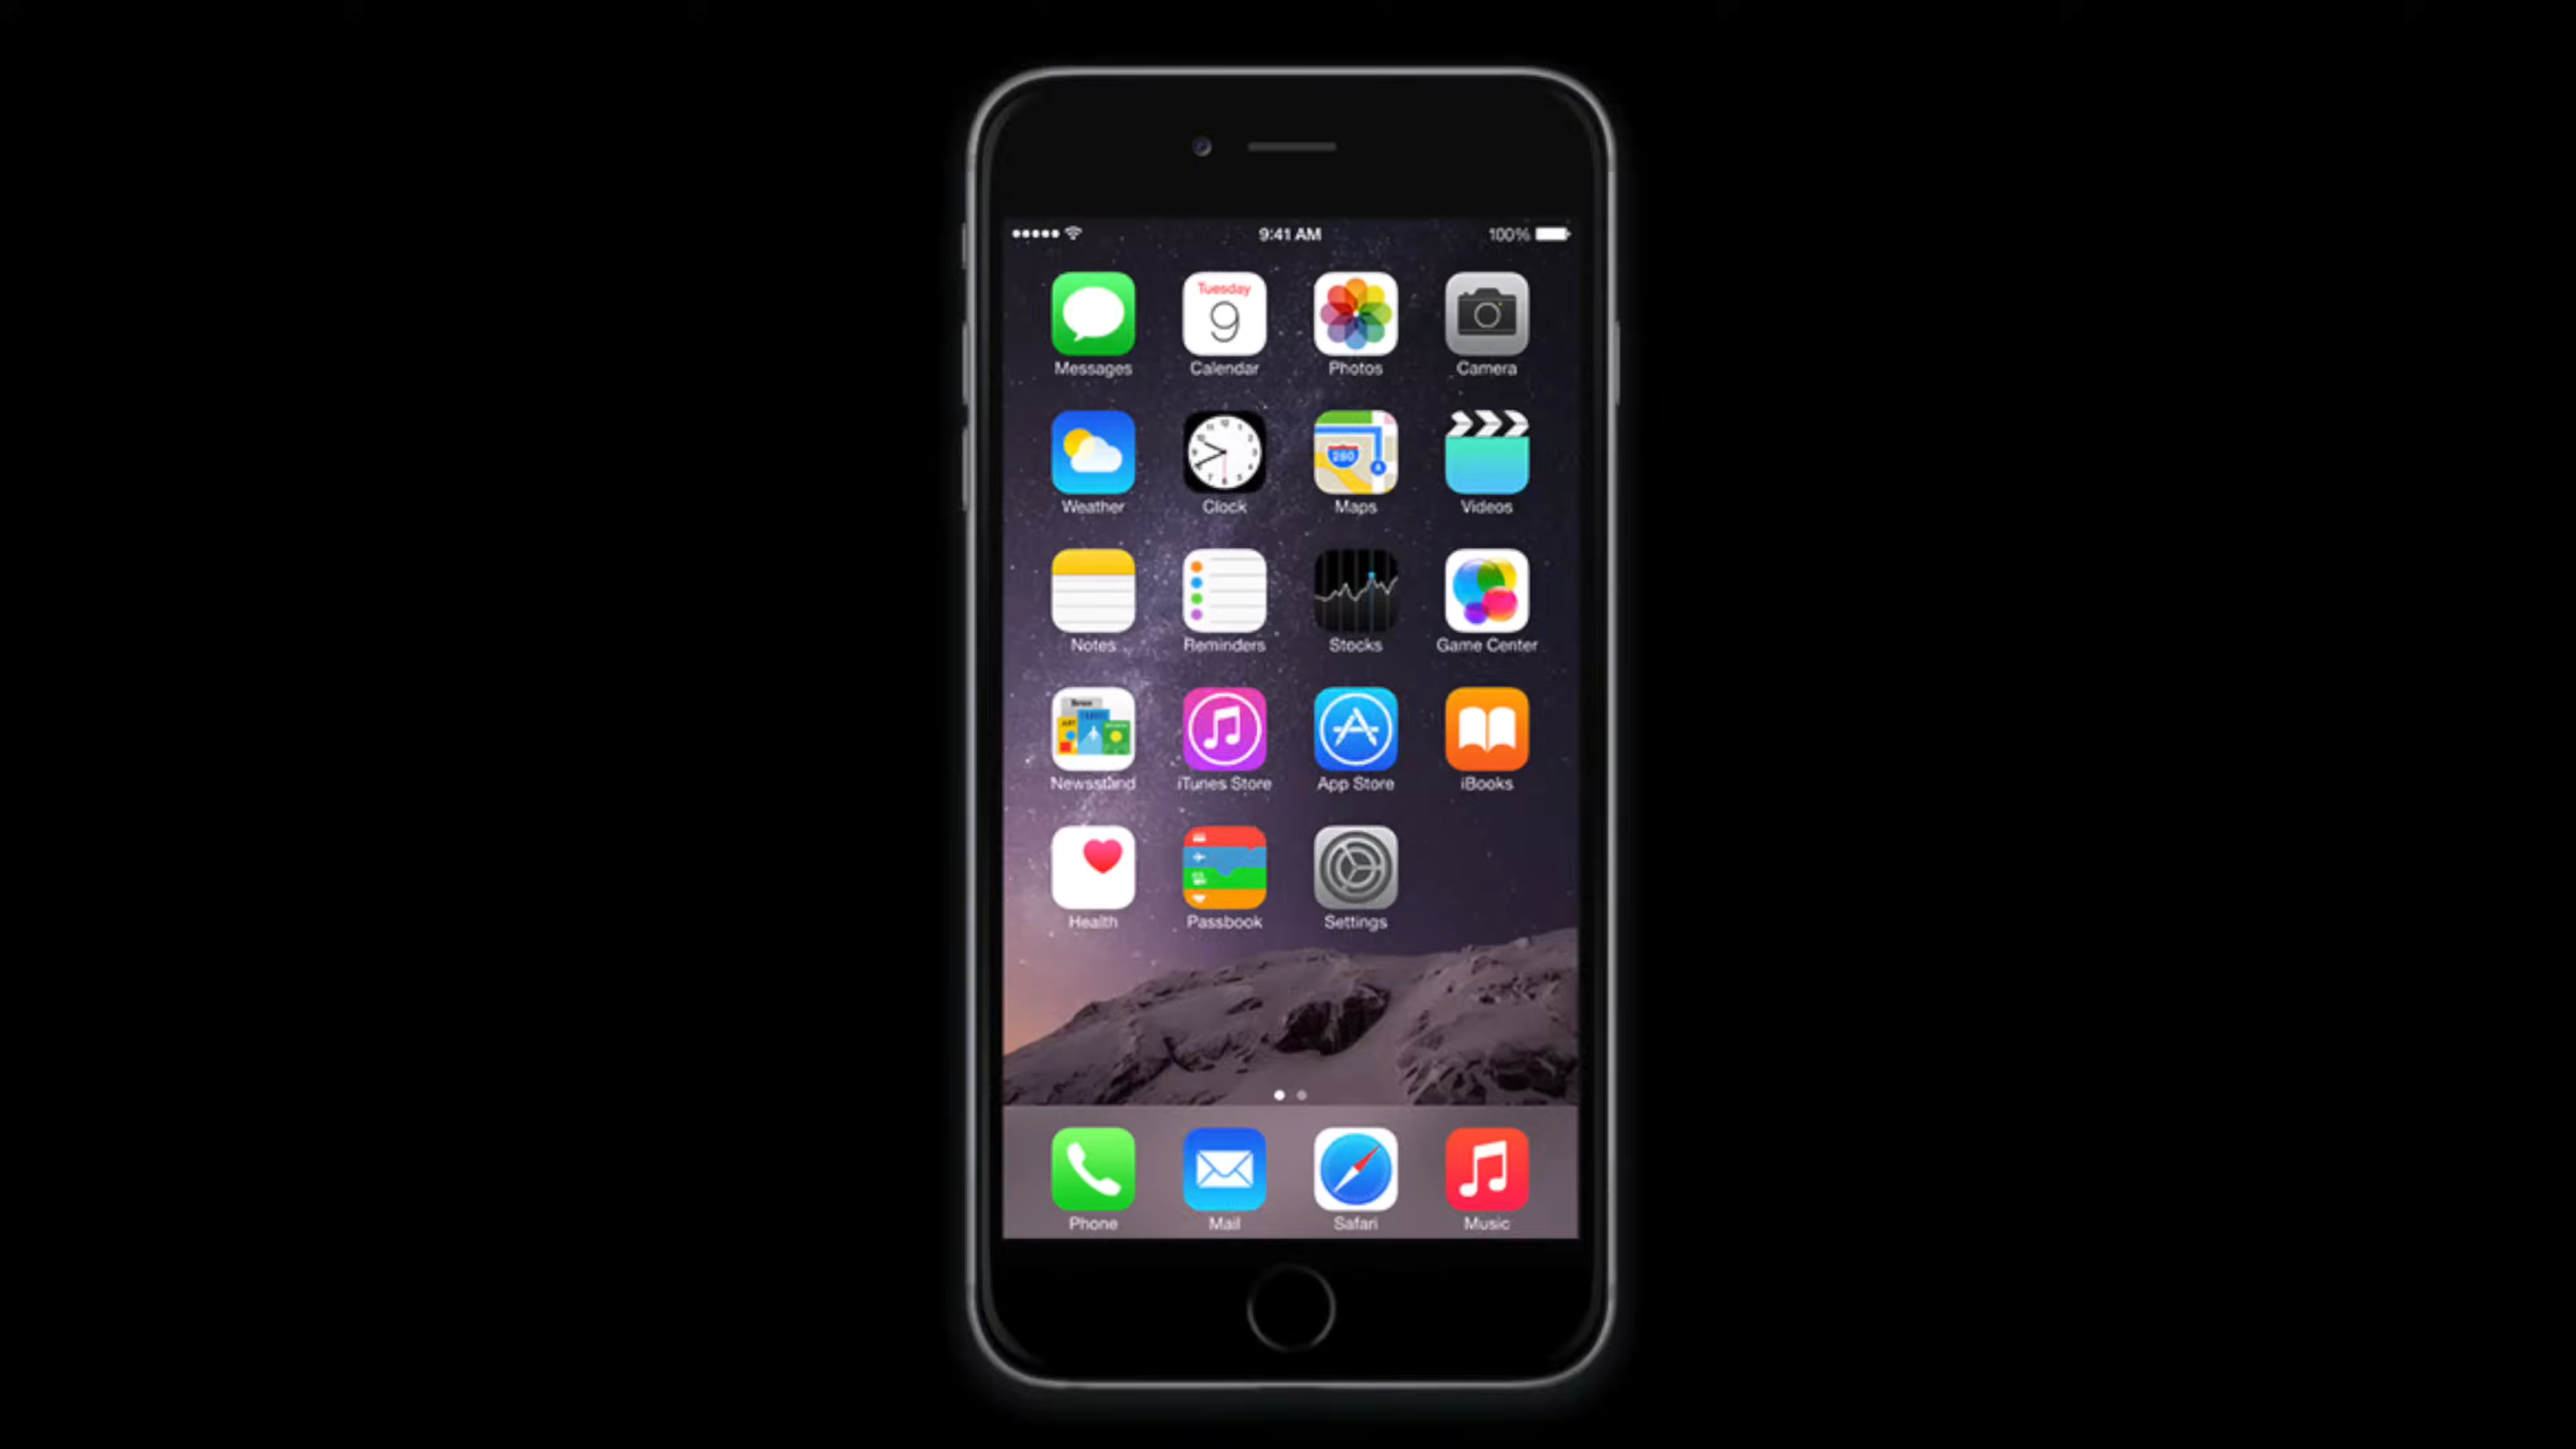 9:41 AM 100%
Tuesday
9
Messages Calendar Photos Camera
280
Weather Clock Maps Videos
Notes Reminders Stocks Game Center
Newsstand iTunes Store App Store iBooks
Health Passbook Settings
Phone Mail Safari Music